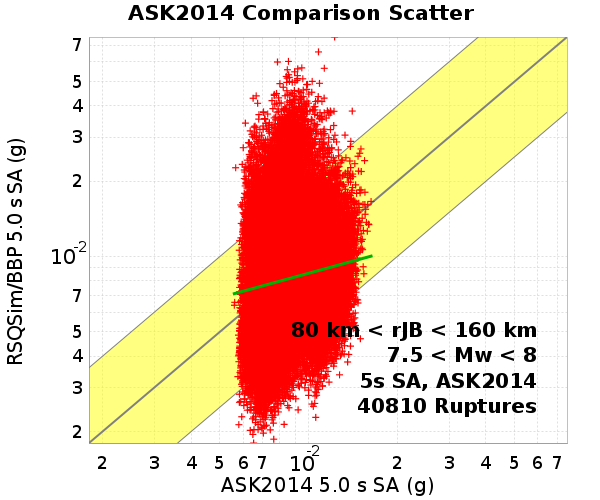 ASK2014 Comparison Scatter
RSQSim/BBP 5.0 s SA (g)
7
5
4
3
2
10-2
7
5
4
3
2
80 km < rJB < 160 km
7.5 < Mw < 8
5s SA, ASK2014
40810 Ruptures
2 3 4 5 6 7 10-2 2 3 4 5 6 7
ASK2014 5.0 s SA (g)